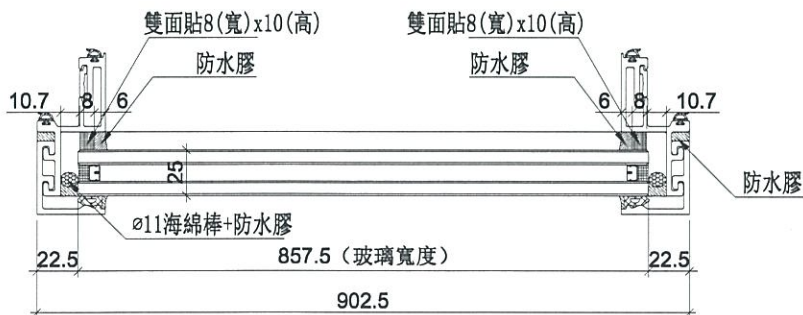 雙面貼8(寬)x10(高)
雙面貼8(寬)x10(高)
防水膠
防水膠
10.7
8
6
6
8
10.7
25
防水膠
ø11海綿棒+防水膠
22.5
857.5（玻璃寬度）
22.5
902.5